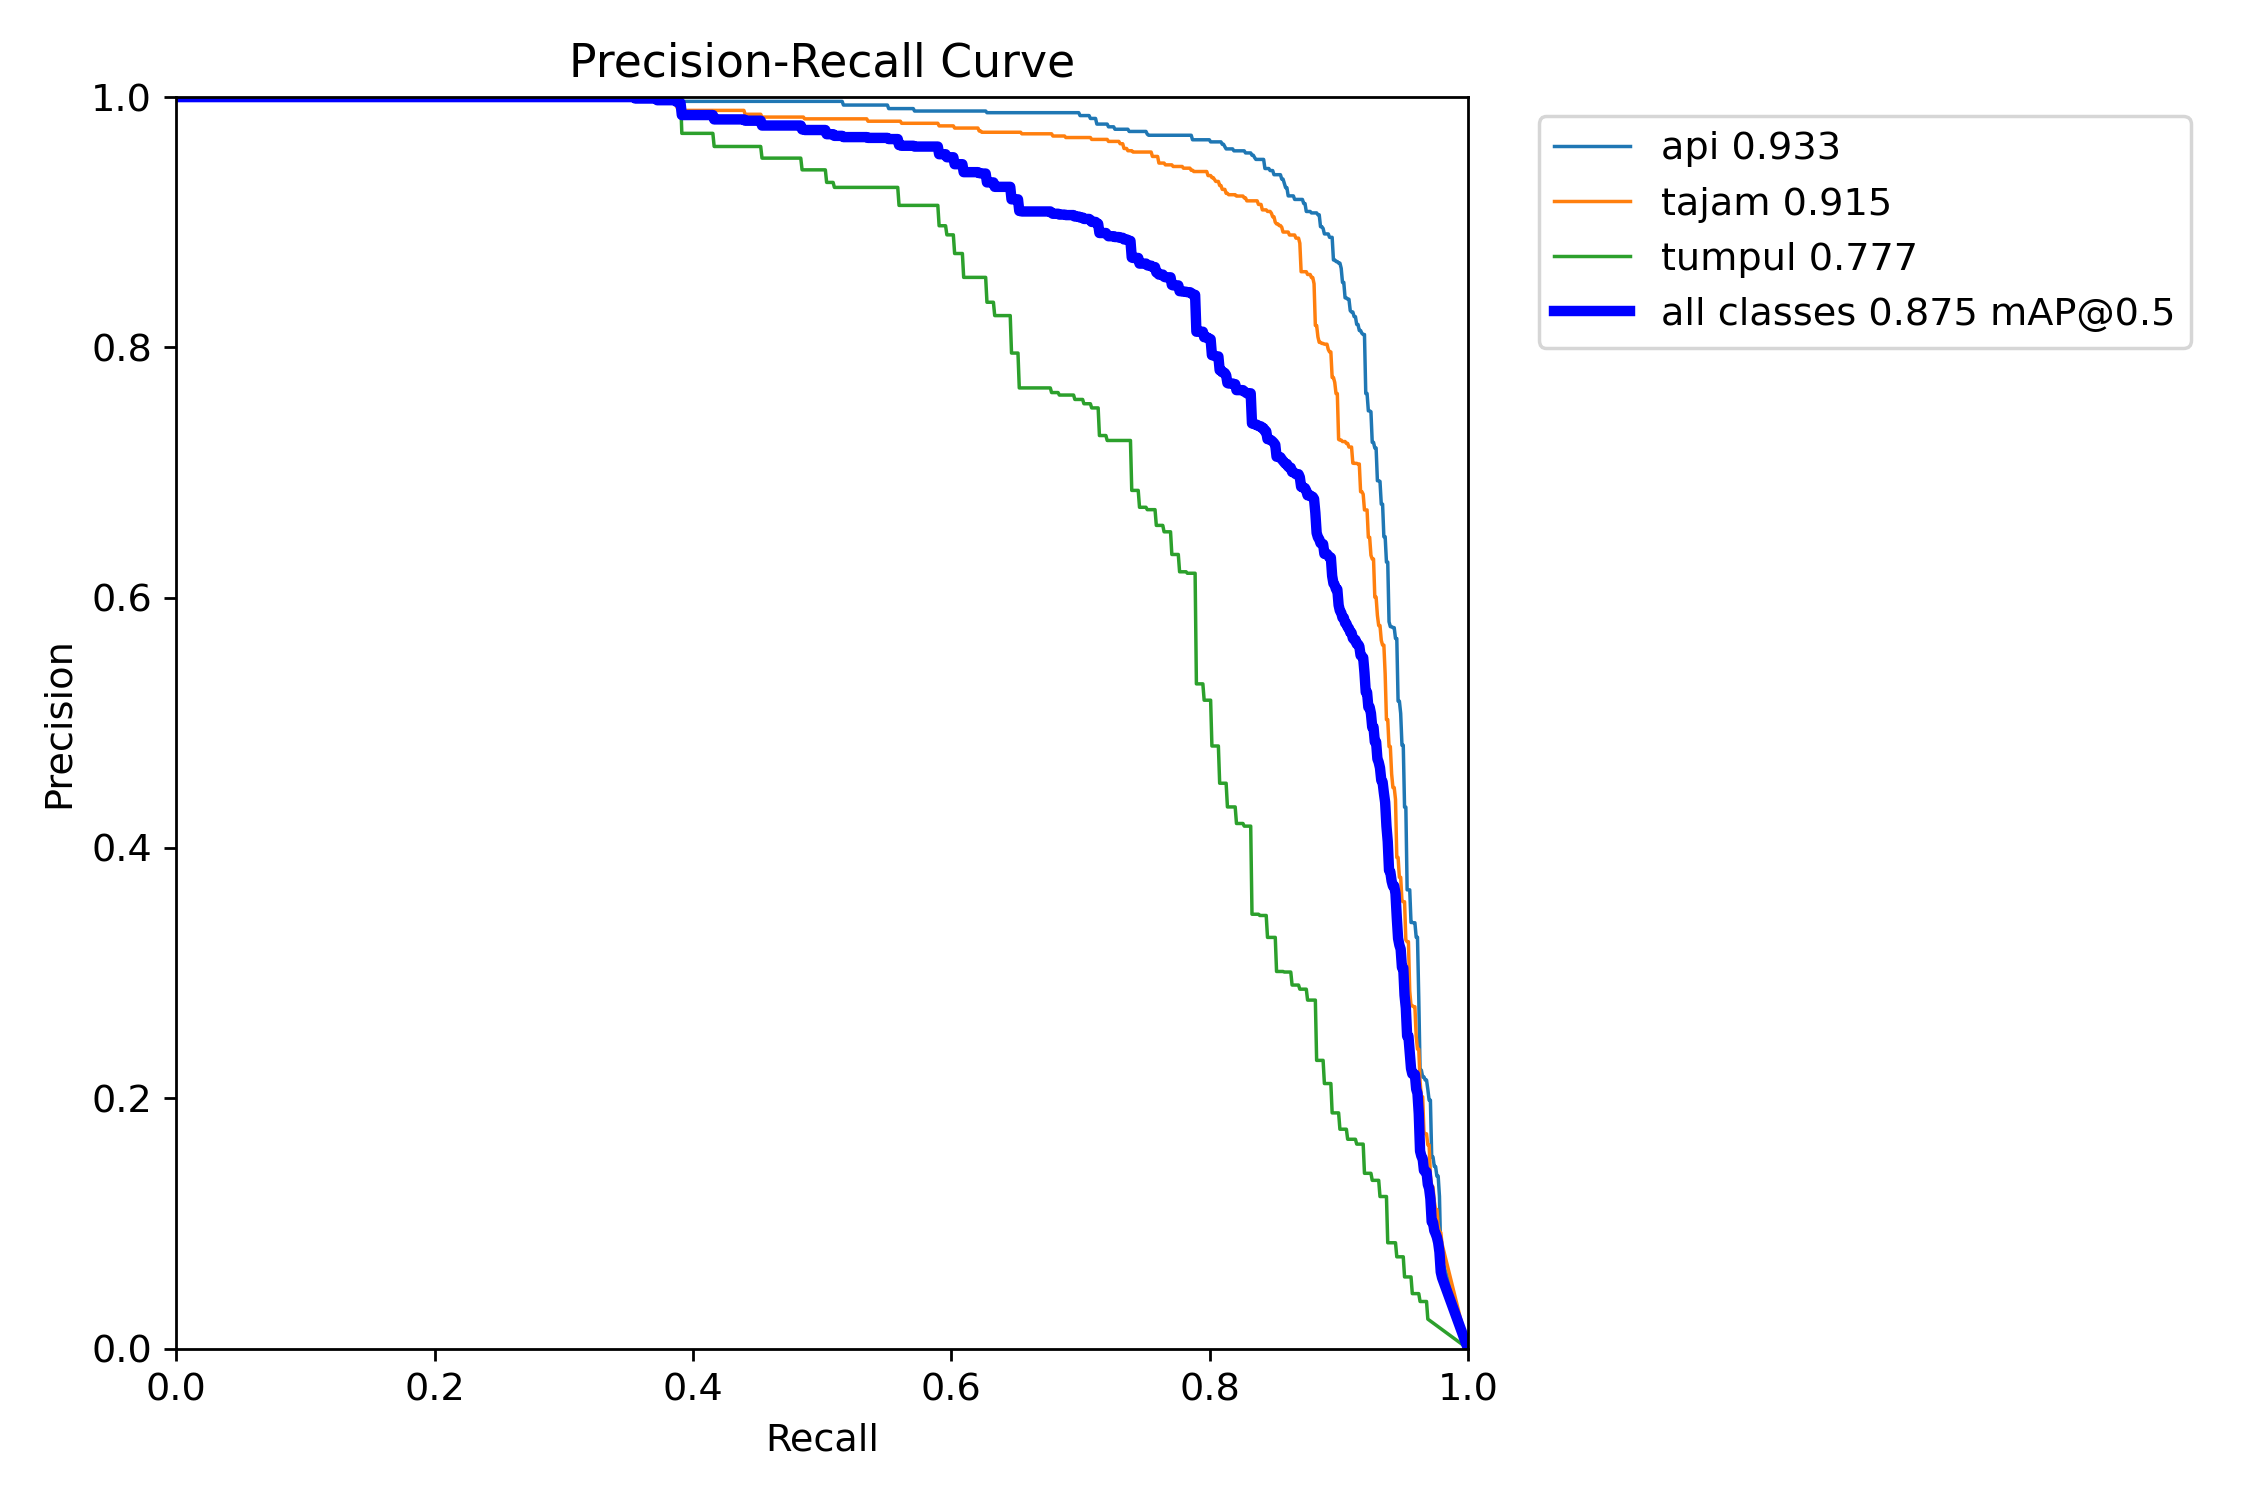 Precision-Recall Curve
1.0
0.8
0.6
0.4
0.2
0.0
Precision
0.0 0.2 0.4 0.6 0.8 1.0
Recall
api 0.933
tajam 0.915
tumpul 0.777
all classes 0.875 mAP@0.5